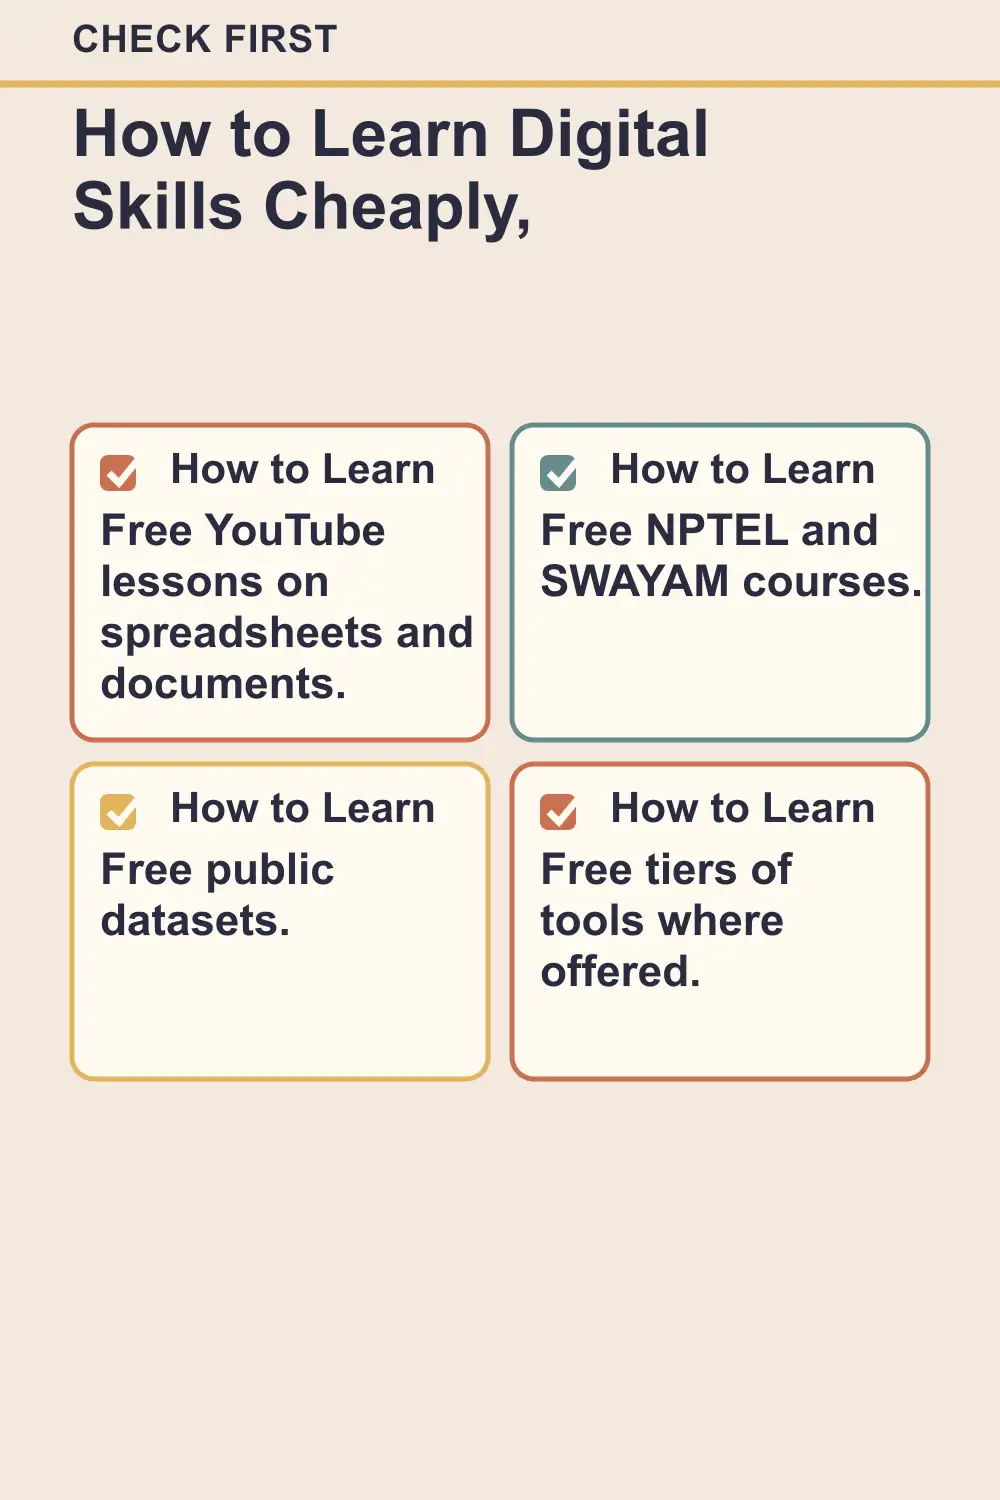 CHECK FIRST
How to Learn Digital
Skills Cheaply,
How to Learn
Free YouTube
lessons on
spreadsheets and
documents.
How to Learn
Free NPTEL and
SWAYAM courses.
How to Learn
Free public
datasets.
How to Learn
Free tiers of
tools where
offered.